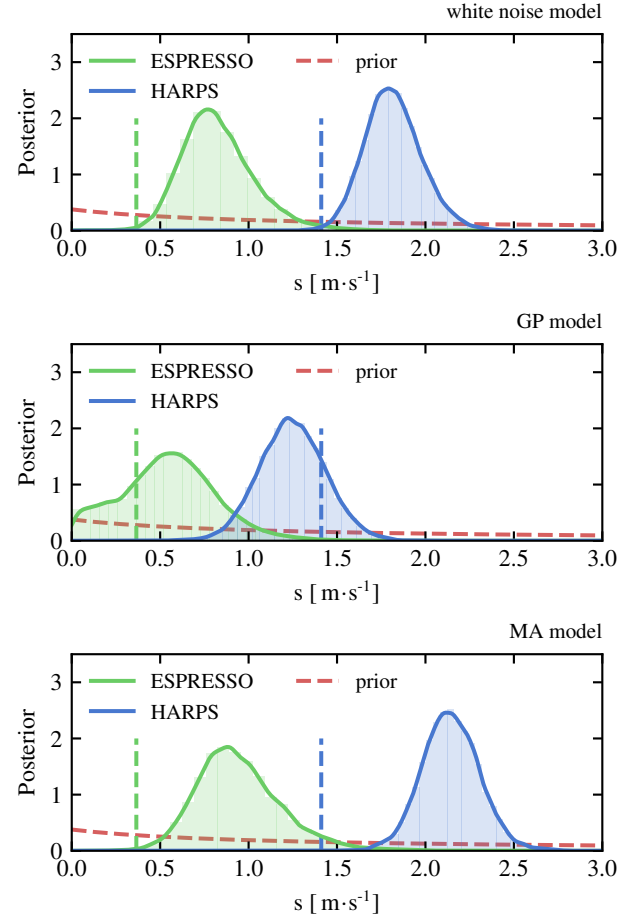 white noise model
ESPRESSO prior
HARPS
3
2
1
0
Posterior
0.0 0.5 1.0 1.5 2.0 2.5 3.0
s [ m·s⁻¹]
GP model
ESPRESSO prior
HARPS
3
2
1
0
Posterior
0.0 0.5 1.0 1.5 2.0 2.5 3.0
s [ m·s⁻¹]
MA model
ESPRESSO prior
HARPS
3
2
1
0
Posterior
0.0 0.5 1.0 1.5 2.0 2.5 3.0
s [ m·s⁻¹]